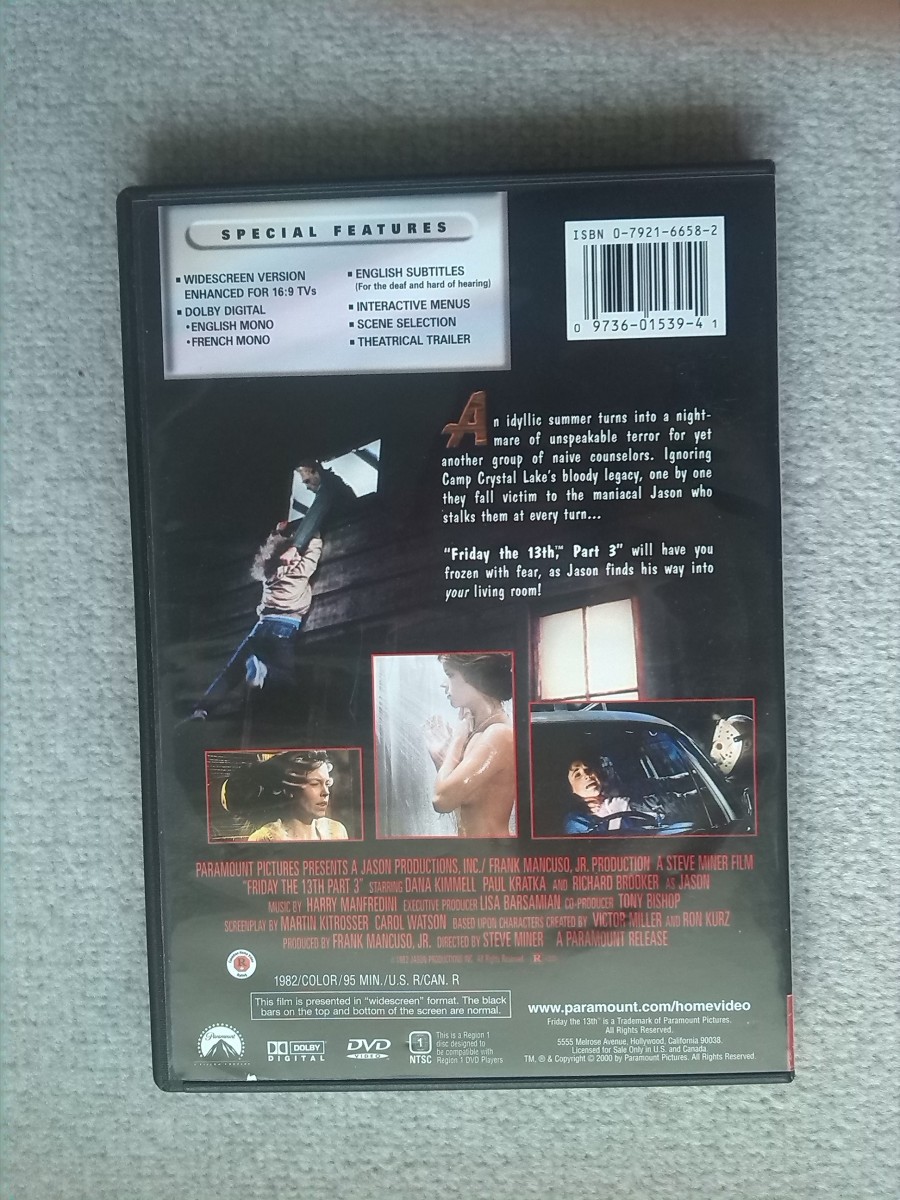 SPECIAL FEATURES
▪ WIDESCREEN VERSION
ENHANCED FOR 16:9 TVs
▪ DOLBY DIGITAL
• ENGLISH MONO
• FRENCH MONO
▪ ENGLISH SUBTITLES
(For the deaf and hard of hearing)
▪ INTERACTIVE MENUS
▪ SCENE SELECTION
▪ THEATRICAL TRAILER
ISBN 0-7921-6658-2
0 9736-01539-4 1
An idyllic summer turns into a night-
mare of unspeakable terror for yet
another group of naive counselors. Ignoring
Camp Crystal Lake's bloody legacy, one by one
they fall victim to the maniacal Jason who
stalks them at every turn...
"Friday the 13th,™ Part 3" will have you
frozen with fear, as Jason finds his way into
your living room!
PARAMOUNT PICTURES PRESENTS A JASON PRODUCTIONS, INC./ FRANK MANCUSO, JR. PRODUCTION A STEVE MINER FILM
"FRIDAY THE 13TH PART 3" STARRING DANA KIMMELL PAUL KRATKA AND RICHARD BROOKER AS JASON
MUSIC BY HARRY MANFREDINI EXECUTIVE PRODUCER LISA BARSAMIAN CO-PRODUCER TONY BISHOP
SCREENPLAY BY MARTIN KITROSSER CAROL WATSON BASED UPON CHARACTERS CREATED BY VICTOR MILLER AND RON KURZ
PRODUCED BY FRANK MANCUSO, JR. DIRECTED BY STEVE MINER A PARAMOUNT RELEASE
©1982 JASON PRODUCTIONS INC. All Rights Reserved. R
R
1982/COLOR/95 MIN./U.S. R/CAN. R
This film is presented in "widescreen" format. The black
bars on the top and bottom of the screen are normal.
www.paramount.com/homevideo
Friday the 13th™ is a Trademark of Paramount Pictures.
All Rights Reserved.
5555 Melrose Avenue, Hollywood, California 90038.
Licensed for Sale Only in U.S. and Canada.
TM, ® & Copyright © 2000 by Paramount Pictures. All Rights Reserved.
Paramount
DOLBY
DIGITAL
DVD
VIDEO
1
NTSC
This is a Region 1
disc designed to
be compatible with
Region 1 DVD Players